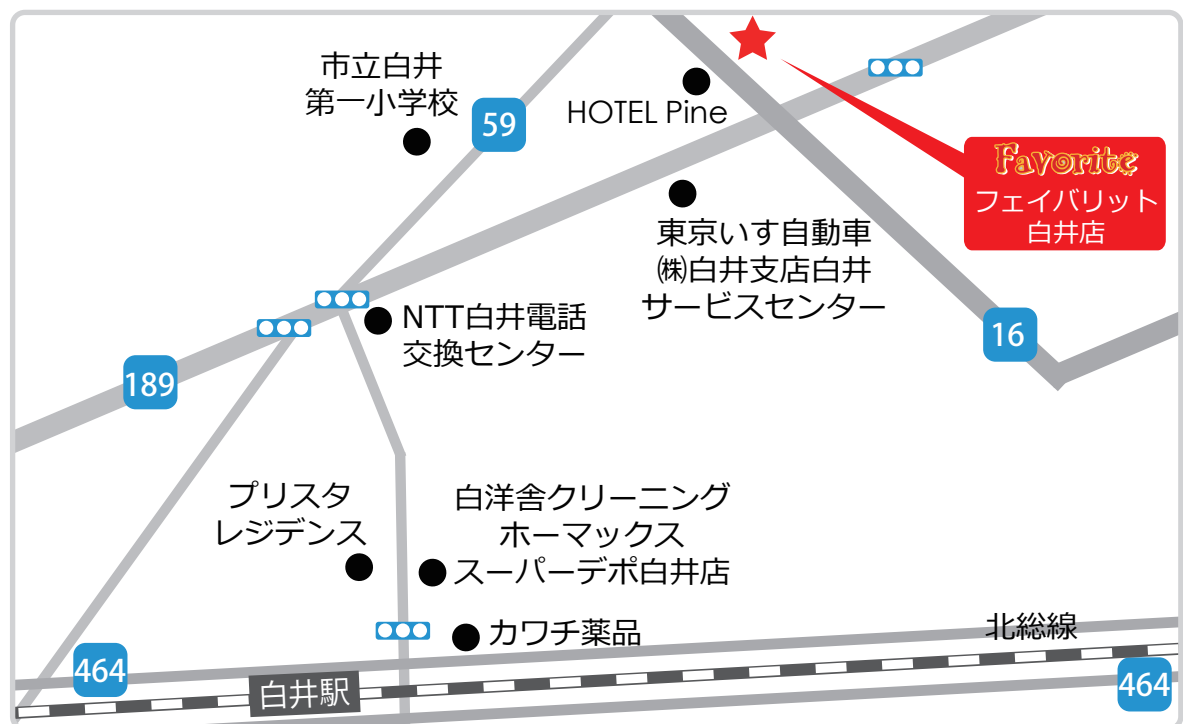 市立白井
第一小学校
59
HOTEL Pine
Favorite
フェイバリット
白井店
東京いす自動車
㈱白井支店白井
サービスセンター
NTT白井電話
交換センター
16
189
プリスタ
レジデンス
白洋舎クリーニング
ホーマックス
スーパーデポ白井店
カワチ薬品
北総線
464
白井駅
464